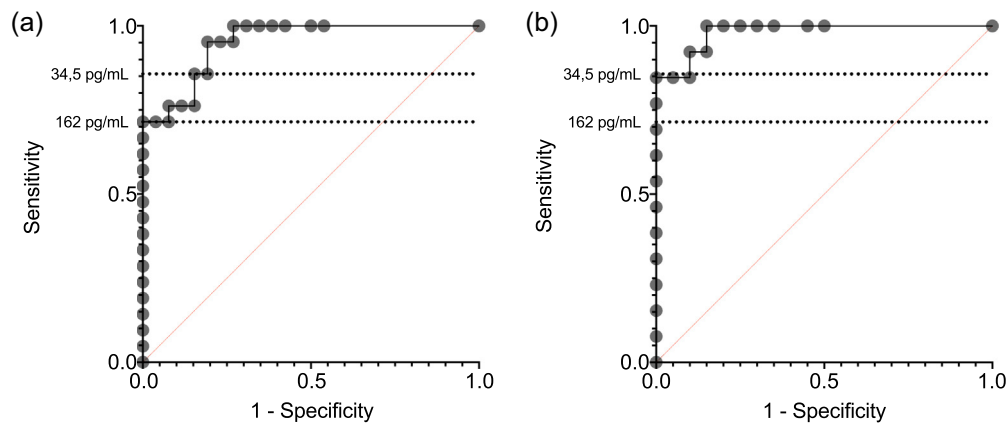 (a)
1.0
34,5 pg/mL
162 pg/mL
0.5
0.0
Sensitivity
0.0 0.5 1.0
1 - Specificity
(b)
1.0
34,5 pg/mL
162 pg/mL
0.5
0.0
Sensitivity
0.0 0.5 1.0
1 - Specificity